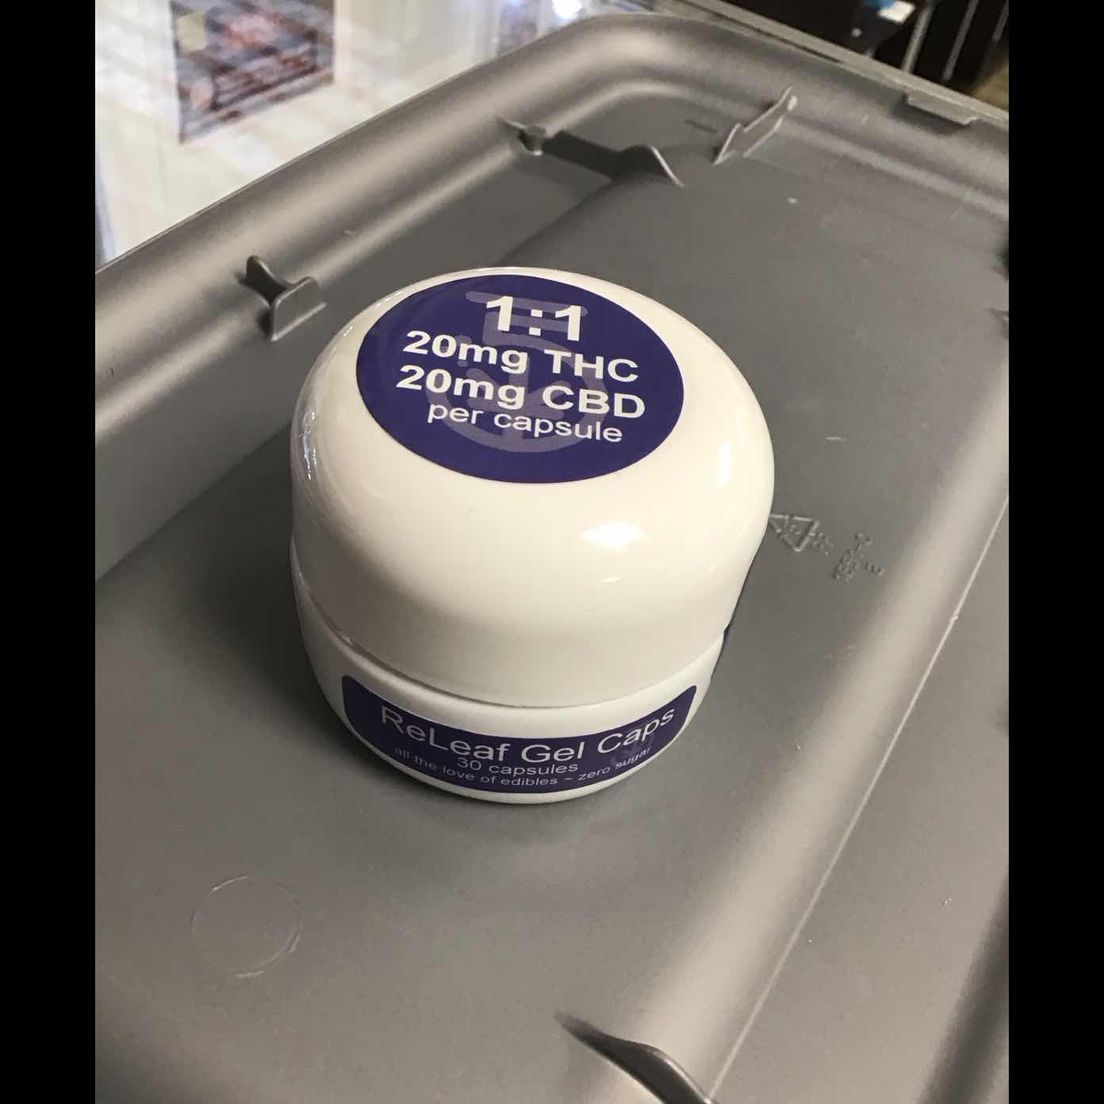 1:1
20mg THC
20mg CBD
per capsule
ReLeaf Gel Caps
30 capsules
all the love of edibles ~ zero sugar